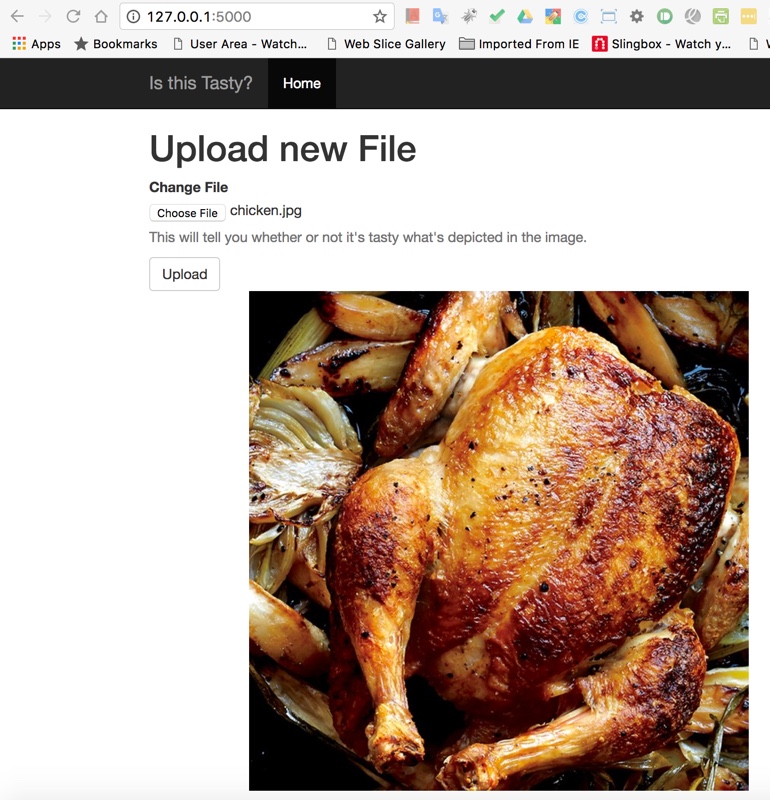 127.0.0.1:5000
Apps Bookmarks User Area - Watch... Web Slice Gallery Imported From IE Slingbox - Watch y...
Is this Tasty? Home
Upload new File
Change File
Choose File chicken.jpg
This will tell you whether or not it's tasty what's depicted in the image.
Upload